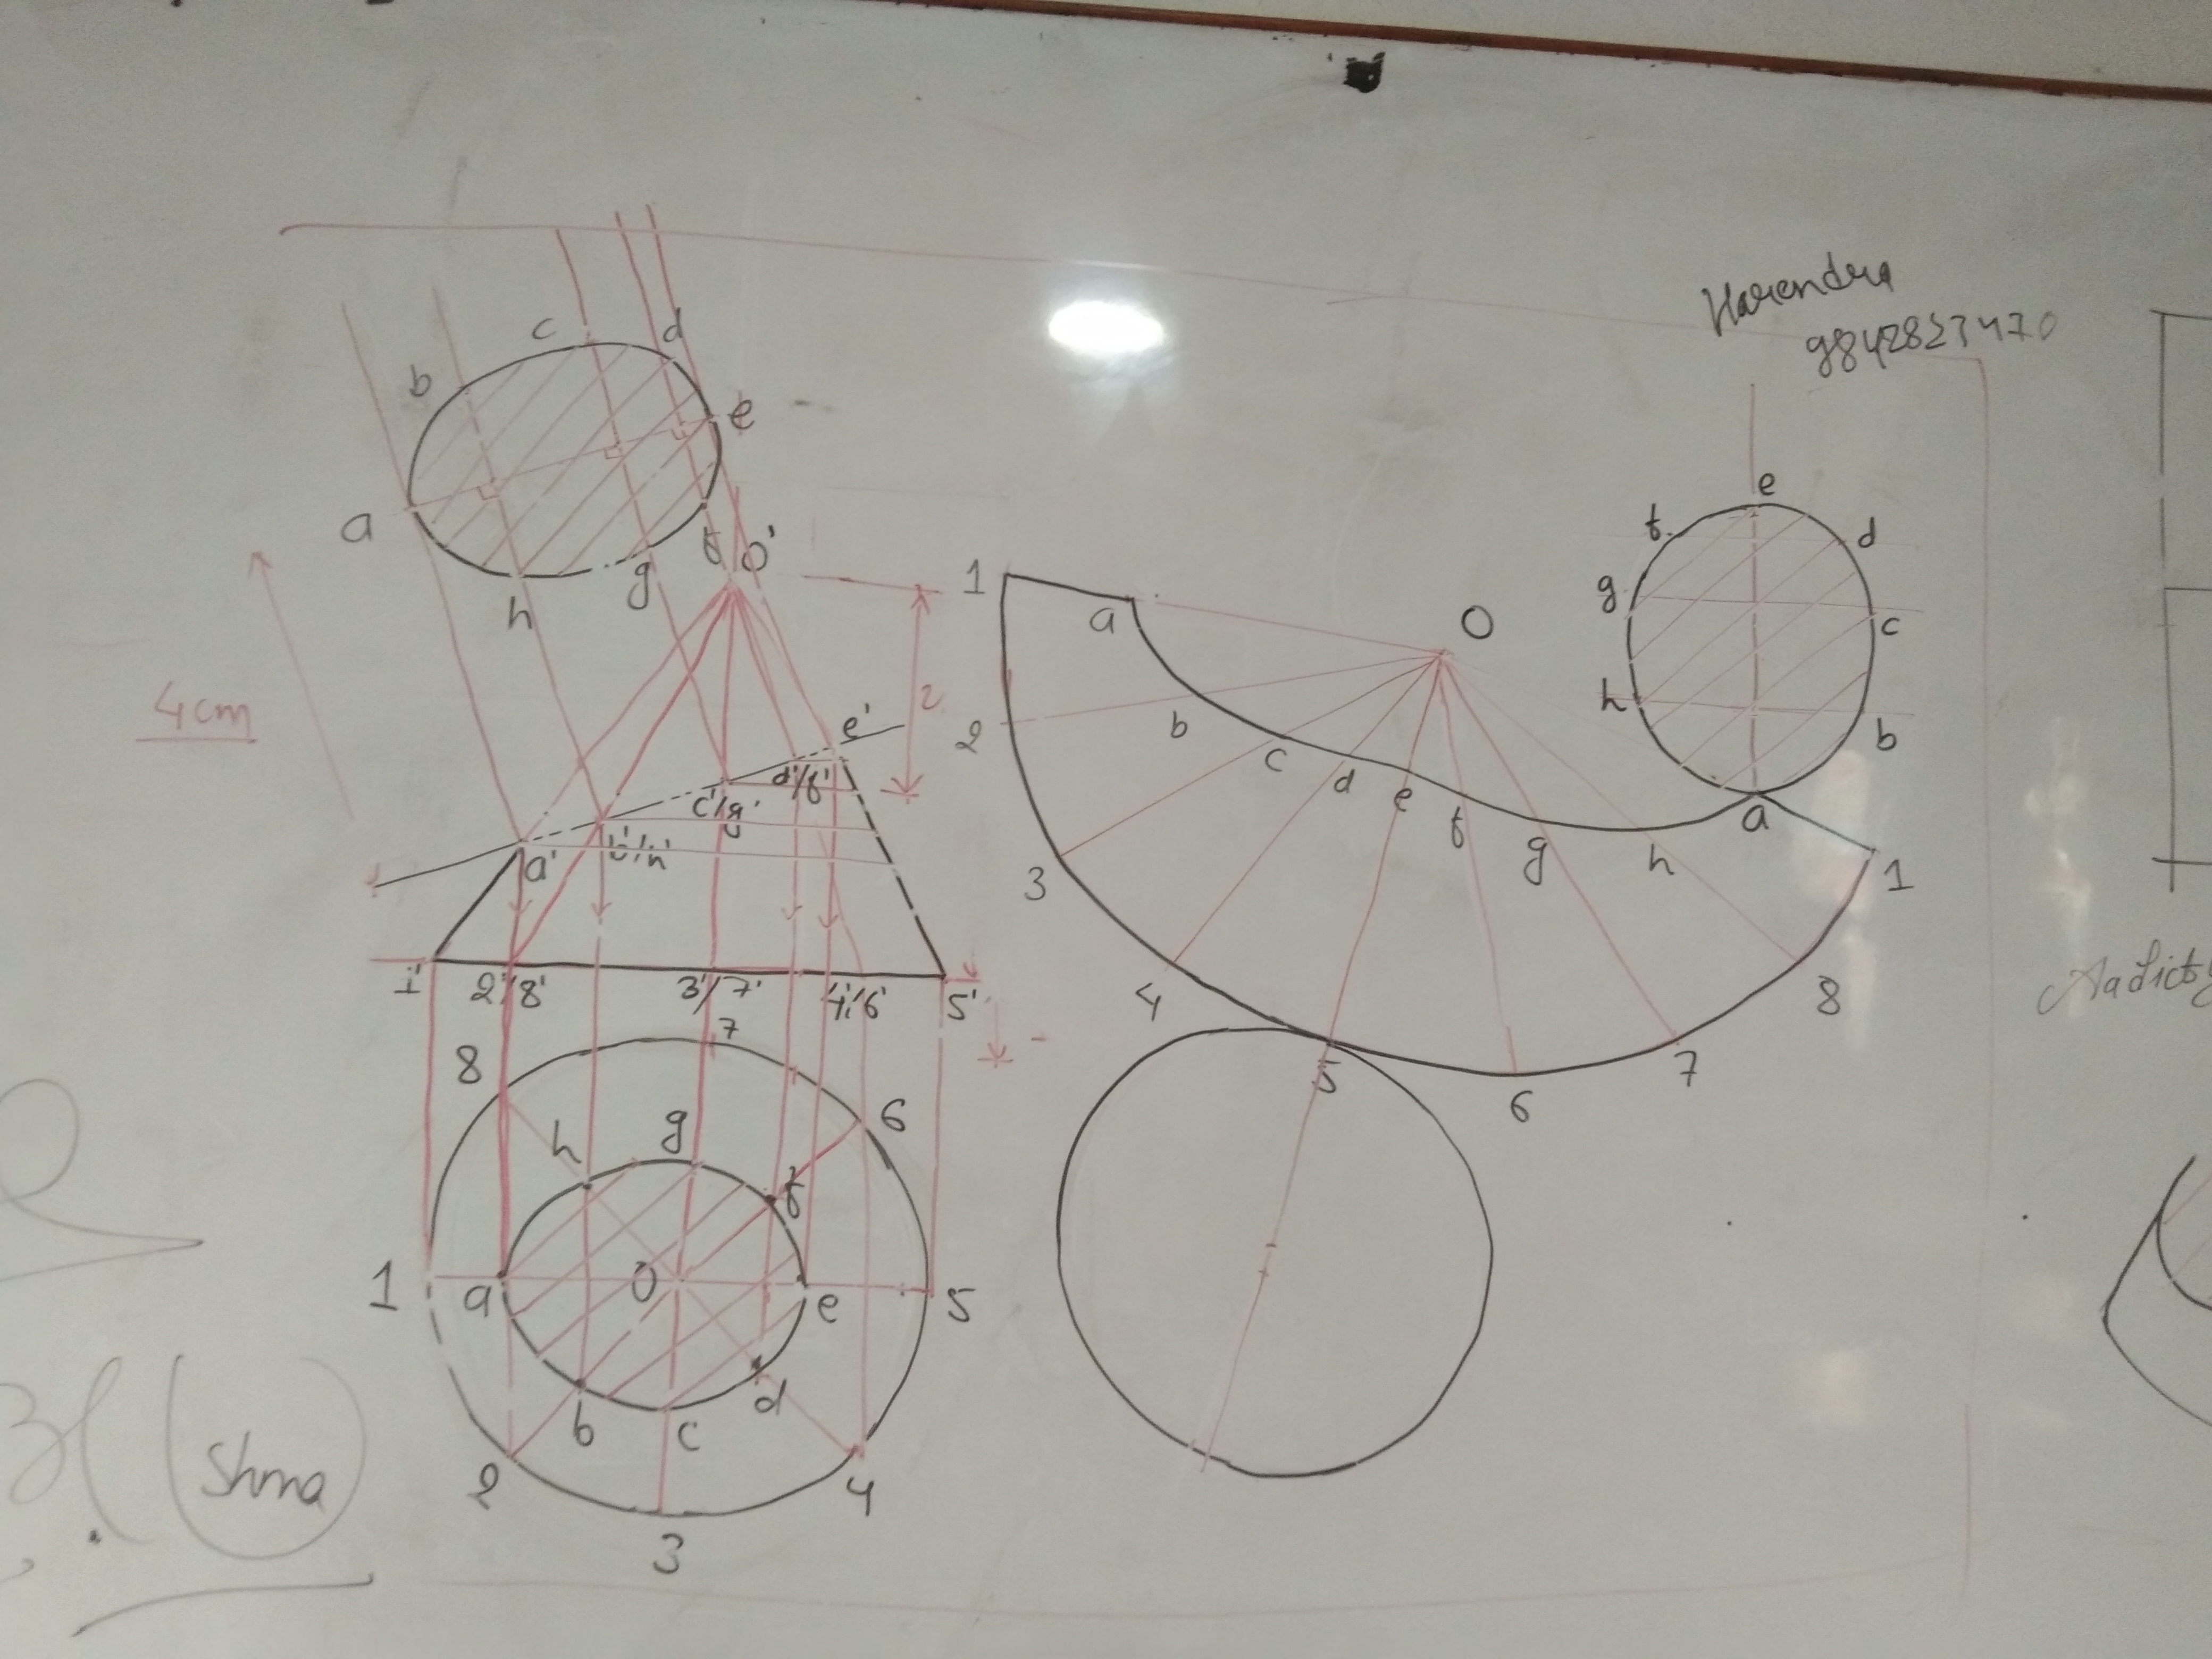 Harendra
9842823470
c d
b e
a f O'
h g
4cm
2
e'
d'/f'
c'/g'
b'/h'
a'
1' 2'/8' 3'/7' 4'/6' 5'
8 7 6
h g f
1 a O e 5
b c d
2 3 4
Shma
1 a O
2 b c d e f g h a
3 4 5 6 7 8 1
e
f d
g c
h b
a